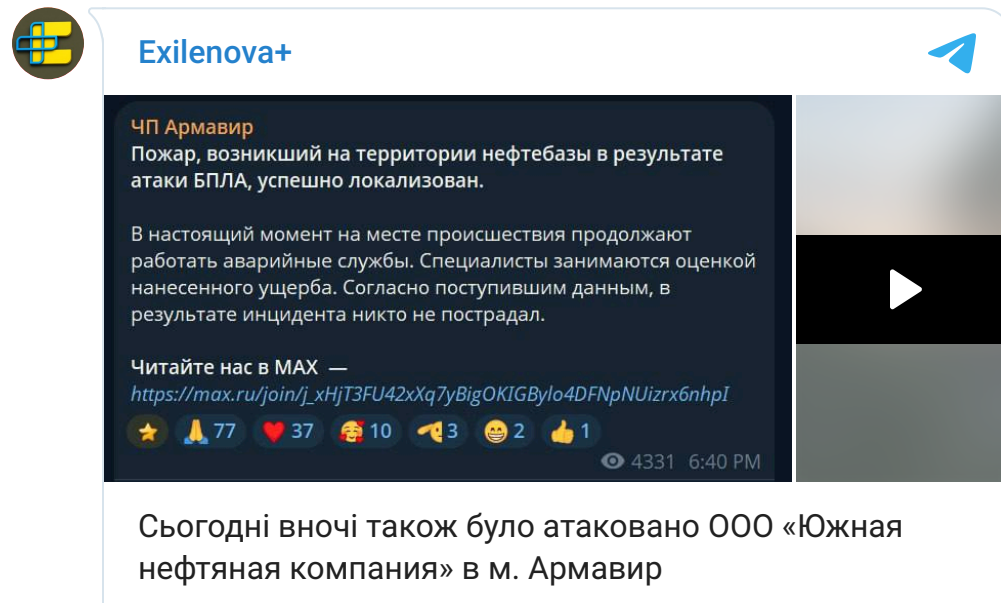 Exilenova+
ЧП Армавир
Пожар, возникший на территории нефтебазы в результате
атаки БПЛА, успешно локализован.
В настоящий момент на месте происшествия продолжают
работать аварийные службы. Специалисты занимаются оценкой
нанесенного ущерба. Согласно поступившим данным, в
результате инцидента никто не пострадал.
Читайте нас в MAX —
https://max.ru/join/j_xHjT3FU42xXq7yBigOKIGBylo4DFNpNUizrx6nhpI
77 37 10 3 2 1
4331 6:40 PM
Сьогодні вночі також було атаковано ООО «Южная
нефтяная компания» в м. Армавир